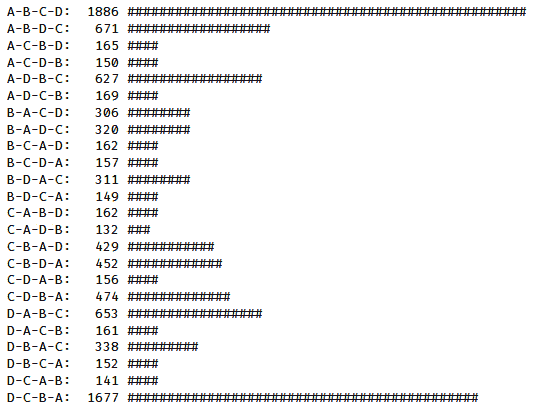 A-B-C-D:  1886 ##################################################
A-B-D-C:   671 ##################
A-C-B-D:   165 ####
A-C-D-B:   150 ####
A-D-B-C:   627 #################
A-D-C-B:   169 ####
B-A-C-D:   306 ########
B-A-D-C:   320 ########
B-C-A-D:   162 ####
B-C-D-A:   157 ####
B-D-A-C:   311 ########
B-D-C-A:   149 ####
C-A-B-D:   162 ####
C-A-D-B:   132 ###
C-B-A-D:   429 ###########
C-B-D-A:   452 ############
C-D-A-B:   156 ####
C-D-B-A:   474 #############
D-A-B-C:   653 #################
D-A-C-B:   161 ####
D-B-A-C:   338 #########
D-B-C-A:   152 ####
D-C-A-B:   141 ####
D-C-B-A:  1677 ############################################